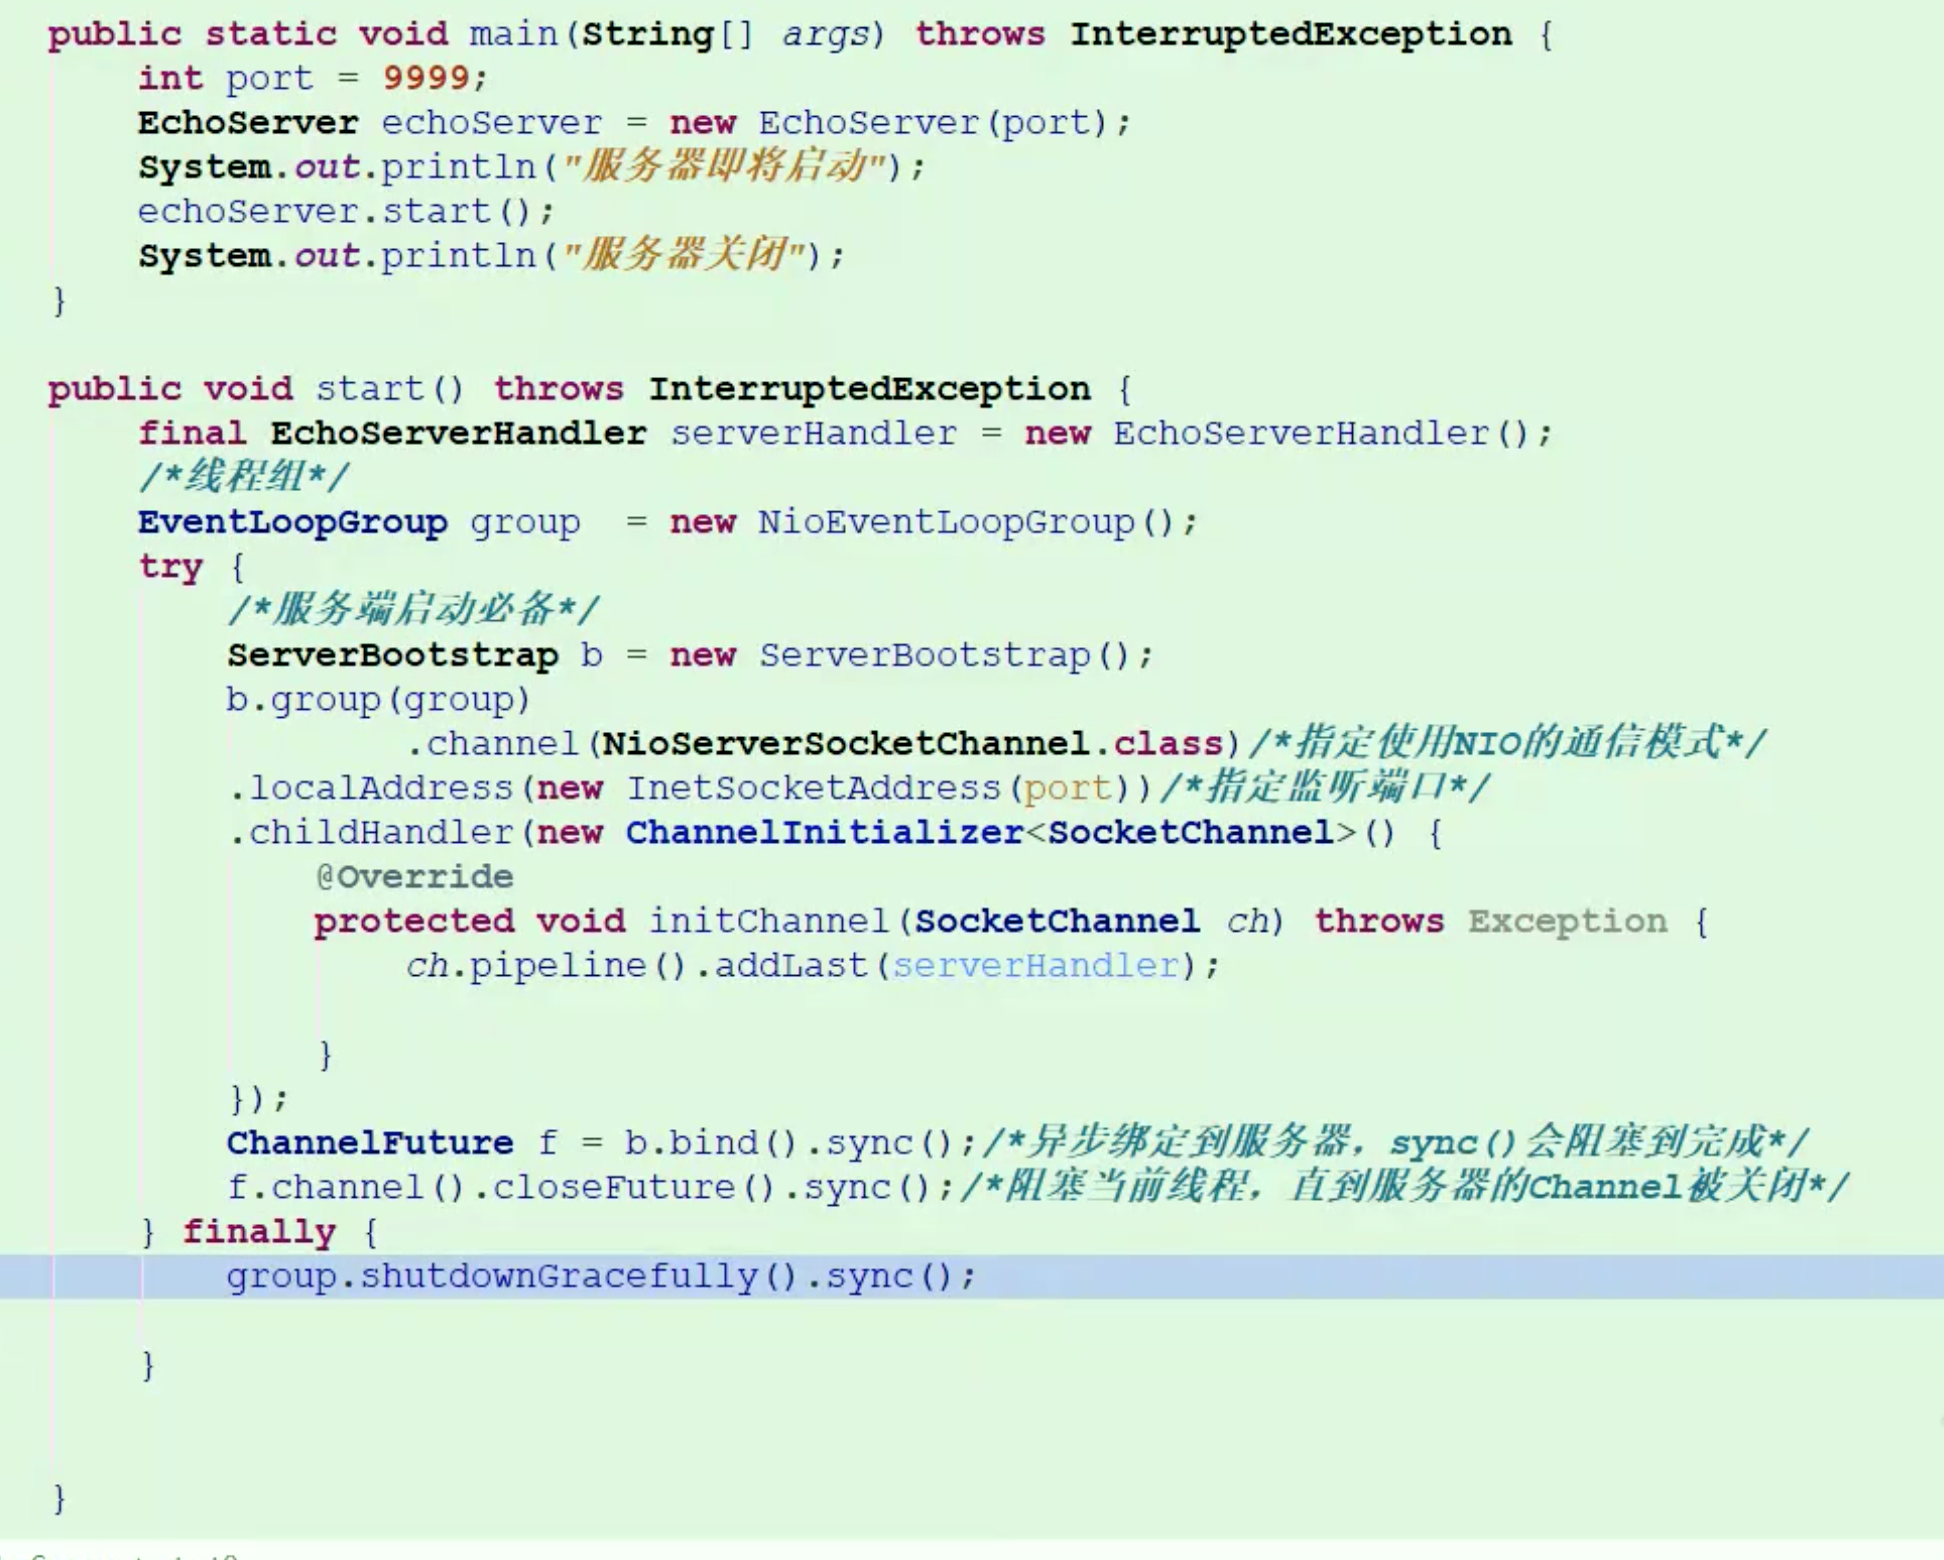 public static void main(String[] args) throws InterruptedException {
int port = 9999;
EchoServer echoServer = new EchoServer(port);
System.out.println("服务器即将启动");
echoServer.start();
System.out.println("服务器关闭");
}
public void start() throws InterruptedException {
final EchoServerHandler serverHandler = new EchoServerHandler();
/*线程组*/
EventLoopGroup group = new NioEventLoopGroup();
try {
/*服务端启动必备*/
ServerBootstrap b = new ServerBootstrap();
b.group(group)
.channel(NioServerSocketChannel.class)/*指定使用NIO的通信模式*/
.localAddress(new InetSocketAddress(port))/*指定监听端口*/
.childHandler(new ChannelInitializer<SocketChannel>() {
@Override
protected void initChannel(SocketChannel ch) throws Exception {
ch.pipeline().addLast(serverHandler);
}
});
ChannelFuture f = b.bind().sync();/*异步绑定到服务器，sync()会阻塞到完成*/
f.channel().closeFuture().sync();/*阻塞当前线程，直到服务器的Channel被关闭*/
} finally {
group.shutdownGracefully().sync();
}
}